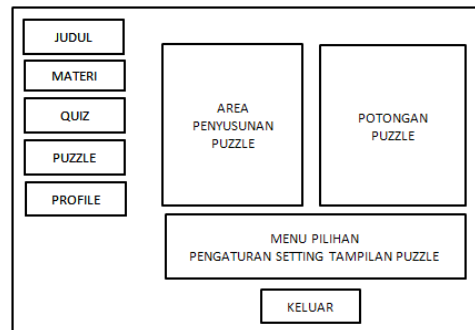 JUDUL
MATERI
QUIZ
PUZZLE
PROFILE
AREA
PENYUSUNAN
PUZZLE
POTONGAN
PUZZLE
MENU PILIHAN
PENGATURAN SETTING TAMPILAN PUZZLE
KELUAR